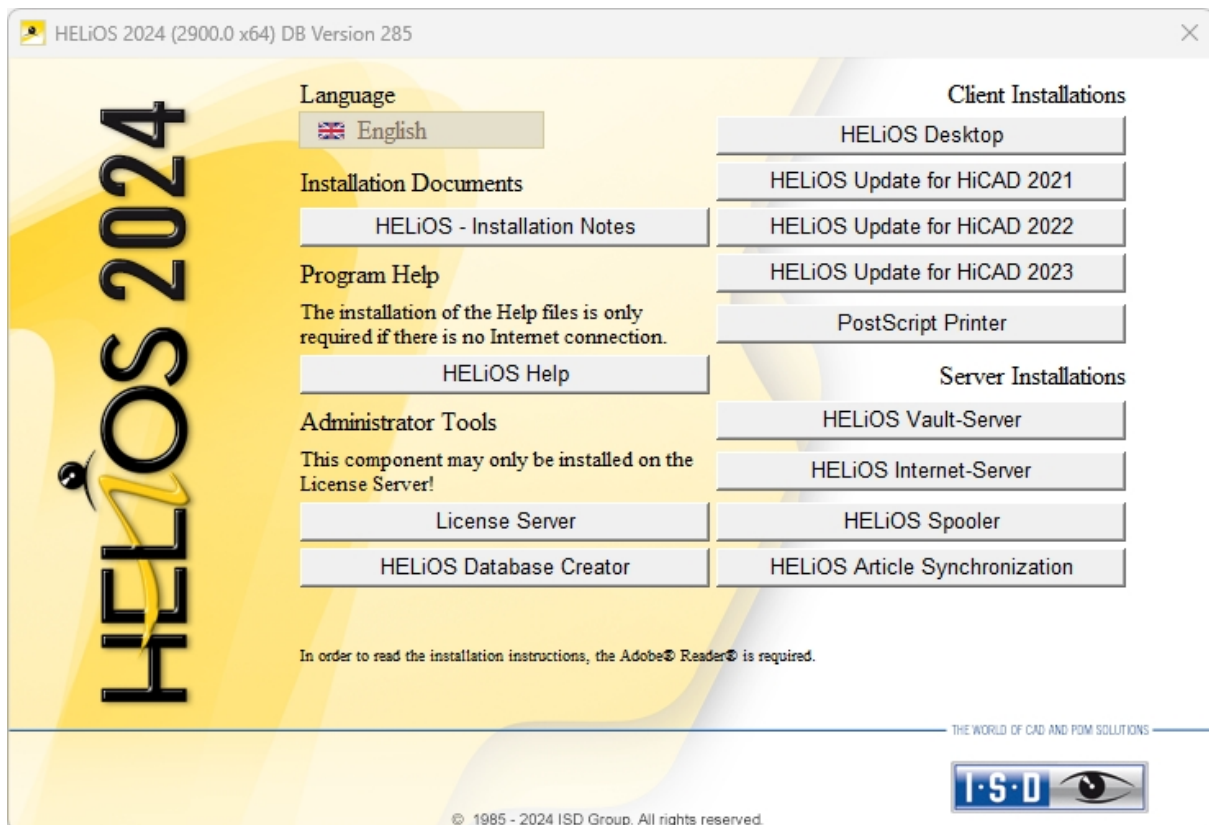 HELiOS 2024 (2900.0 x64) DB Version 285
HELiOS 2024
Language
English
Installation Documents
HELiOS - Installation Notes
Program Help
The installation of the Help files is only
required if there is no Internet connection.
HELiOS Help
Administrator Tools
This component may only be installed on the
License Server!
License Server
HELiOS Database Creator
Client Installations
HELiOS Desktop
HELiOS Update for HiCAD 2021
HELiOS Update for HiCAD 2022
HELiOS Update for HiCAD 2023
PostScript Printer
Server Installations
HELiOS Vault-Server
HELiOS Internet-Server
HELiOS Spooler
HELiOS Article Synchronization
In order to read the installation instructions, the Adobe® Reader® is required.
THE WORLD OF CAD AND PDM SOLUTIONS
I·S·D
© 1985 - 2024 ISD Group. All rights reserved.